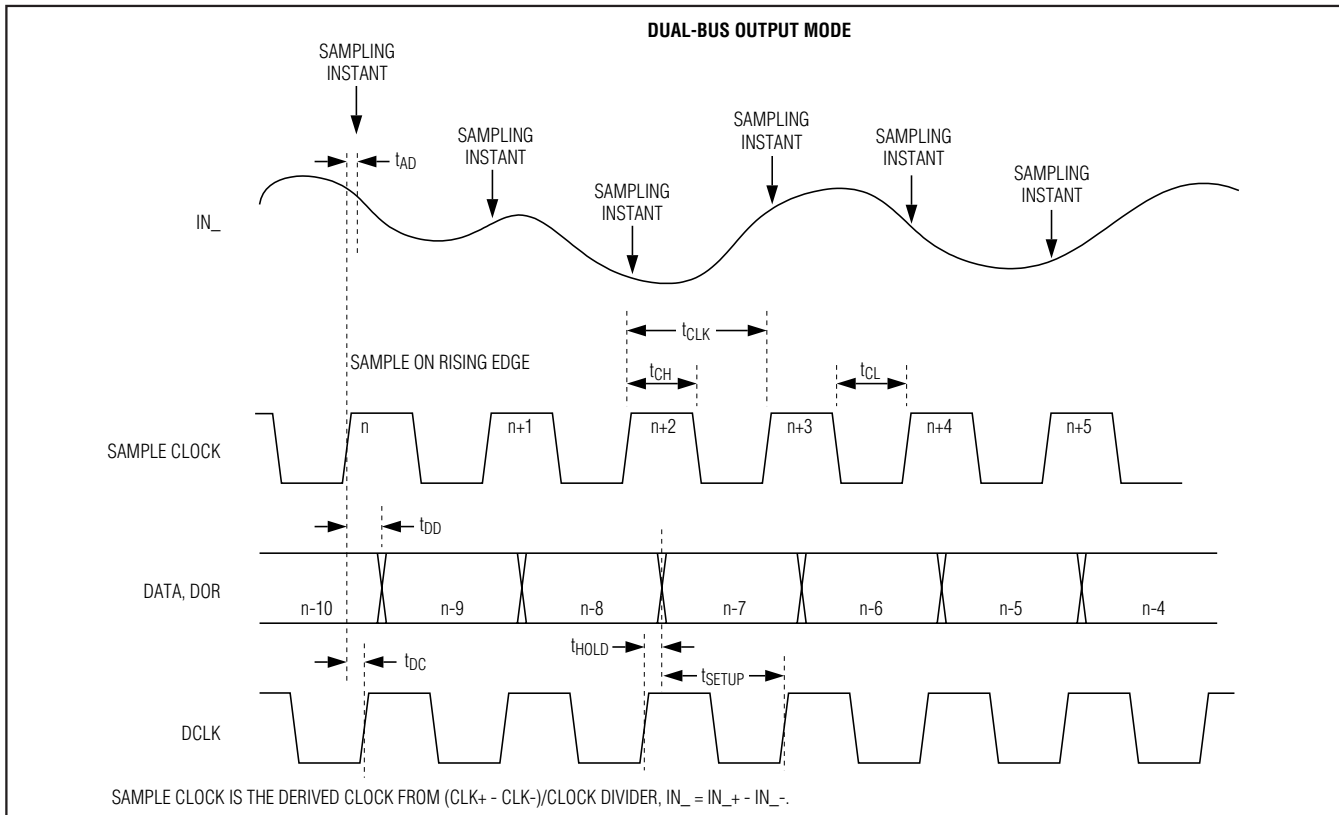 DUAL-BUS OUTPUT MODE
SAMPLING
INSTANT
SAMPLING
INSTANT
SAMPLING
INSTANT
SAMPLING
INSTANT
SAMPLING
INSTANT
SAMPLING
INSTANT
tAD
IN_
tCLK
SAMPLE ON RISING EDGE
tCH
tCL
SAMPLE CLOCK
n n+1 n+2 n+3 n+4 n+5
tDD
DATA, DOR
n-10 n-9 n-8 n-7 n-6 n-5 n-4
tHOLD
tDC
tSETUP
DCLK
SAMPLE CLOCK IS THE DERIVED CLOCK FROM (CLK+ - CLK-)/CLOCK DIVIDER, IN_ = IN_+ - IN_-.